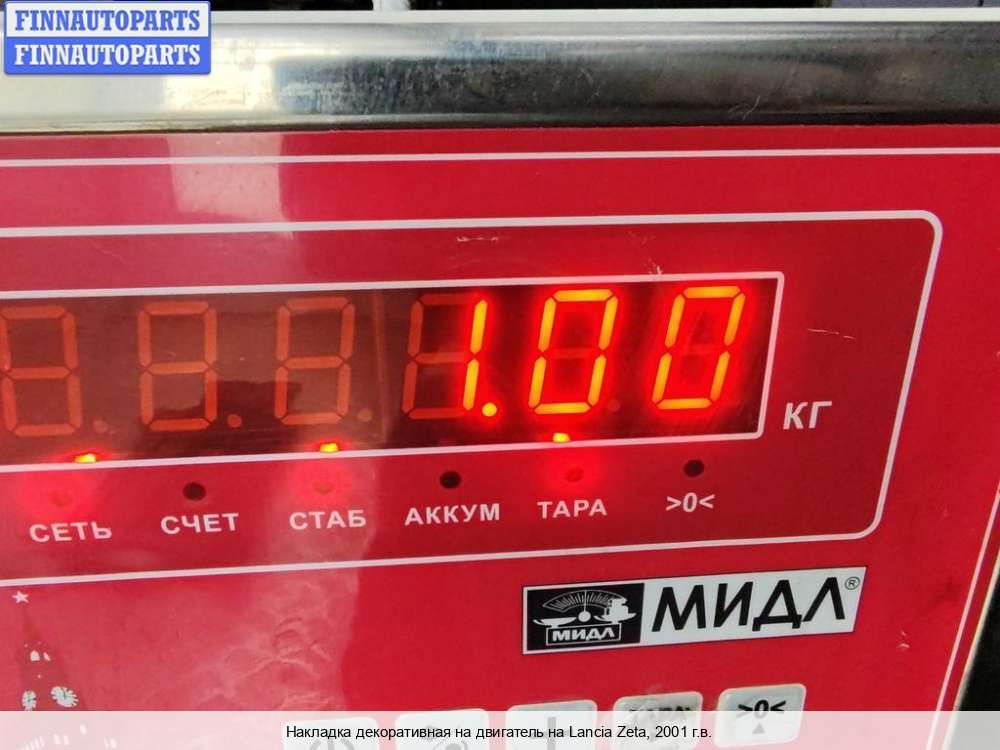 FINNAUTOPARTS
FINNAUTOPARTS
1.00
КГ
СЕТЬ СЧЕТ СТАБ АККУМ ТАРА >0<
МИДЛ МИДЛ®
ТАРА >0<
Накладка декоративная на двигатель на Lancia Zeta, 2001 г.в.